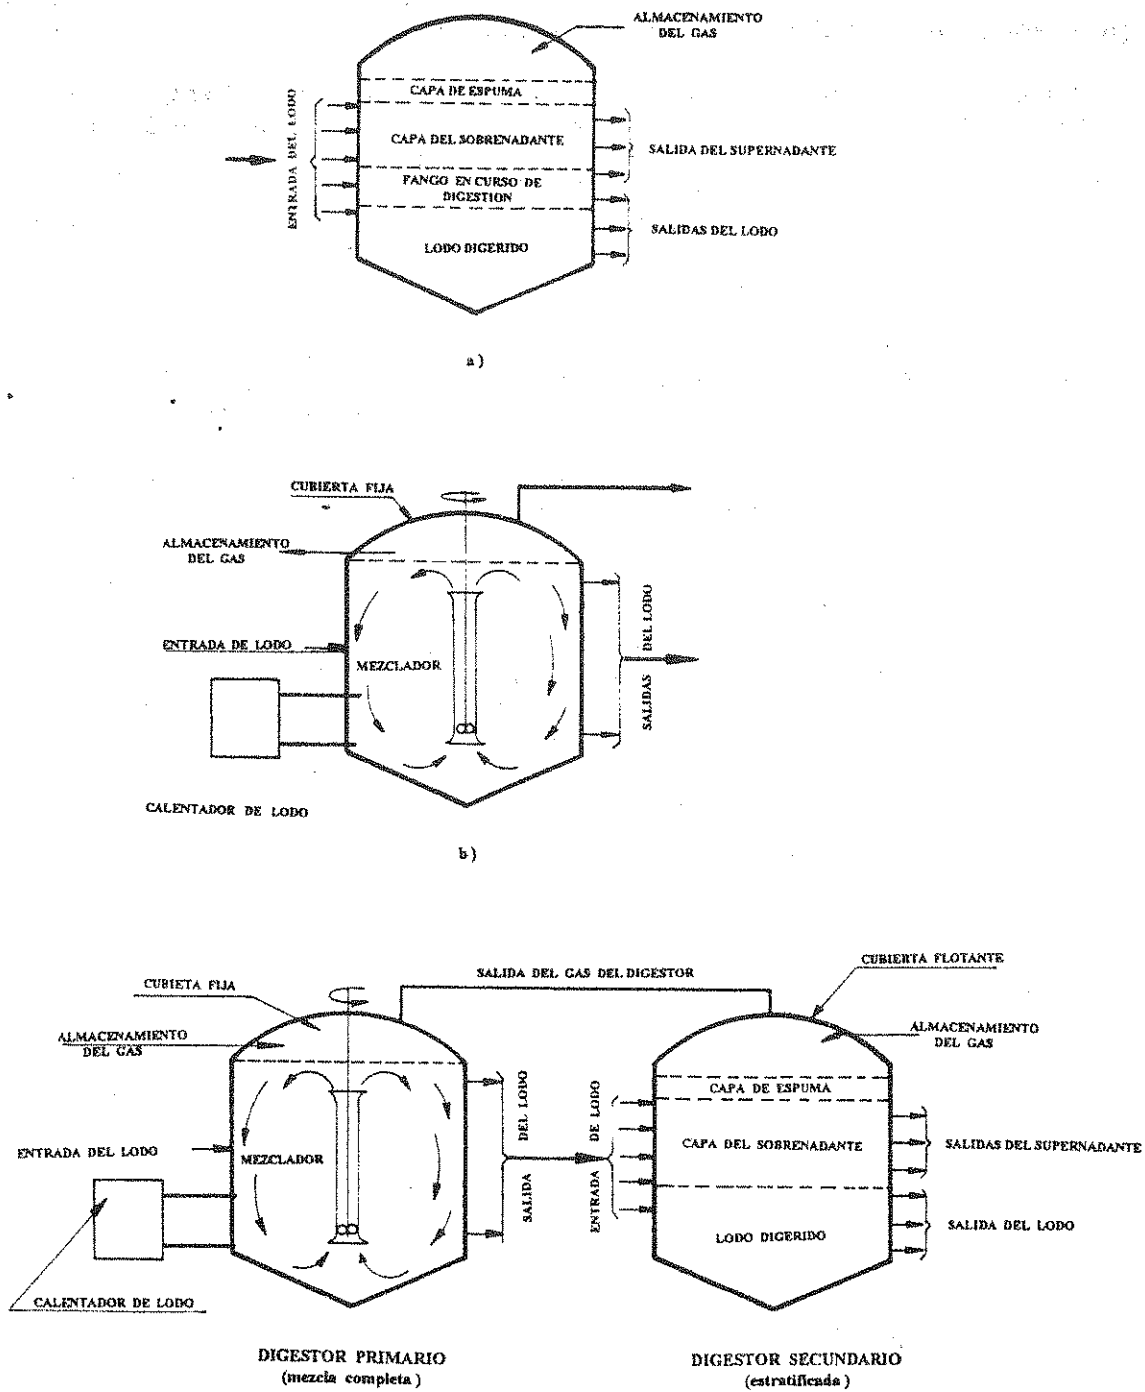 ALMACENAMIENTO
DEL GAS
CAPA DE ESPUMA
ENTRADA DEL LODO
CAPA DEL SOBRENADANTE
SALIDA DEL SUPERNADANTE
FANGO EN CURSO DE
DIGESTION
SALIDAS DEL LODO
LODO DIGERIDO
a)
CUBIERTA FIJA
ALMACENAMIENTO
DEL GAS
ENTRADA DE LODO
MEZCLADOR
SALIDAS DEL LODO
CALENTADOR DE LODO
b)
SALIDA DEL GAS DEL DIGESTOR
CUBIERTA FLOTANTE
CUBIETA FIJA
ALMACENAMIENTO
DEL GAS
ALMACENAMIENTO
DEL GAS
CAPA DE ESPUMA
ENTRADA DEL LODO
MEZCLADOR
SALIDA DEL LODO
ENTRADA DE LODO
CAPA DEL SOBRENADANTE
SALIDAS DEL SUPERNADANTE
LODO DIGERIDO
SALIDA DEL LODO
CALENTADOR DE LODO
DIGESTOR PRIMARIO
(mezcla completa)
DIGESTOR SECUNDARIO
(estratificada)